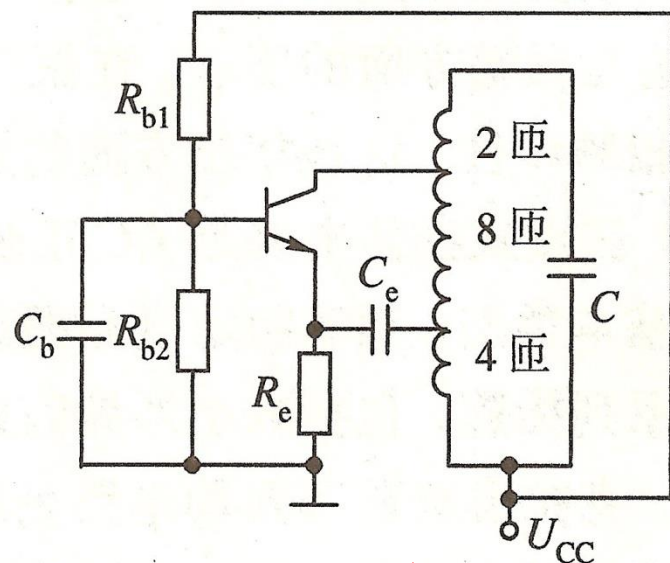 R_b1
2 匝
8 匝
C_e
C
C_b
R_b2
4 匝
R_e
U_CC